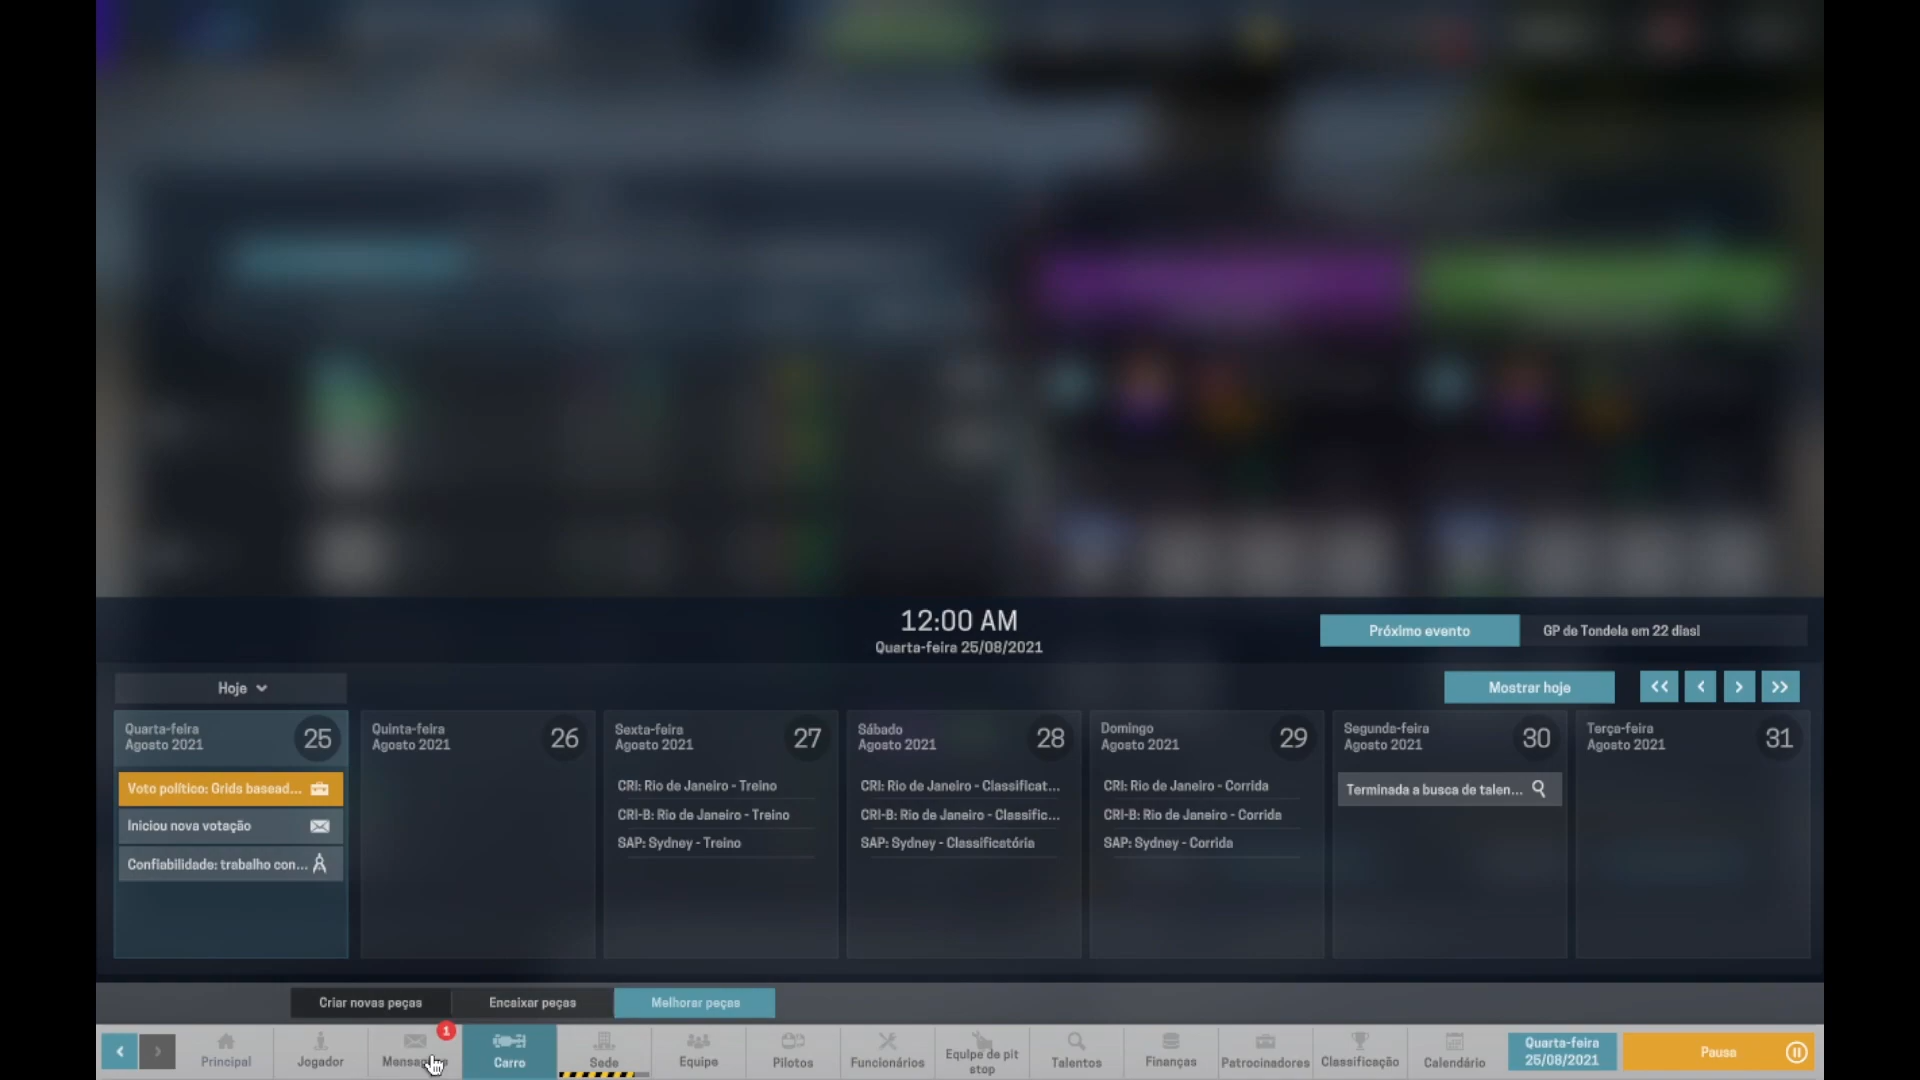 12:00 AM
Quarta-feira 25/08/2021
Próximo evento
GP de Tondela em 22 dias!
Hoje
Mostrar hoje
<<
<
>
>>
Quarta-feira
Agosto 2021
25
Voto político: Grids basead...
Iniciou nova votação
Confiabilidade: trabalho con...
Quinta-feira
Agosto 2021
26
Sexta-feira
Agosto 2021
27
CRI: Rio de Janeiro - Treino
CRI-B: Rio de Janeiro - Treino
SAP: Sydney - Treino
Sábado
Agosto 2021
28
CRI: Rio de Janeiro - Classificat...
CRI-B: Rio de Janeiro - Classific...
SAP: Sydney - Classificatória
Domingo
Agosto 2021
29
CRI: Rio de Janeiro - Corrida
CRI-B: Rio de Janeiro - Corrida
SAP: Sydney - Corrida
Segunda-feira
Agosto 2021
30
Terminada a busca de talen...
Terça-feira
Agosto 2021
31
Criar novas peças
Encaixar peças
Melhorar peças
<
>
Principal
Jogador
1
Carro
Sede
Equipe
Pilotos
Funcionários
Equipe de pit
stop
Talentos
Finanças
Patrocinadores
Classificação
Calendário
Quarta-feira
25/08/2021
Pausa